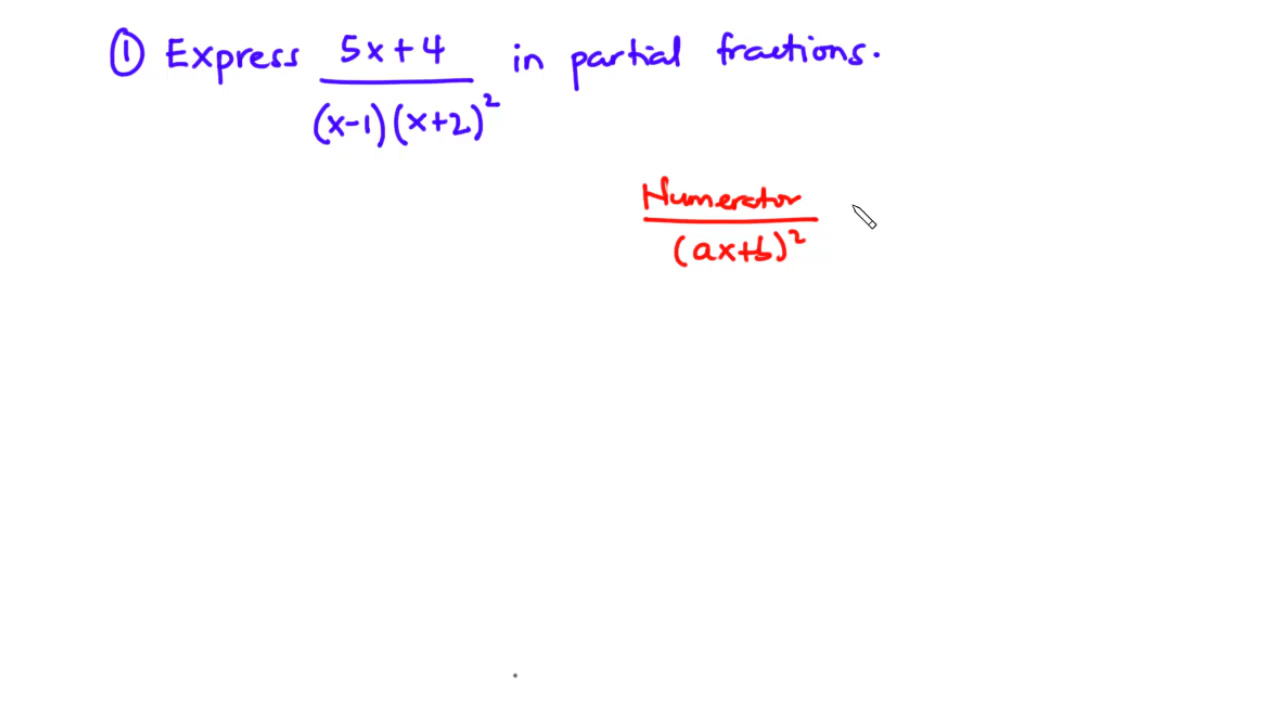 ① Express 5x+4 in partial fractions.
(x-1)(x+2)²
Numerator
(ax+b)²